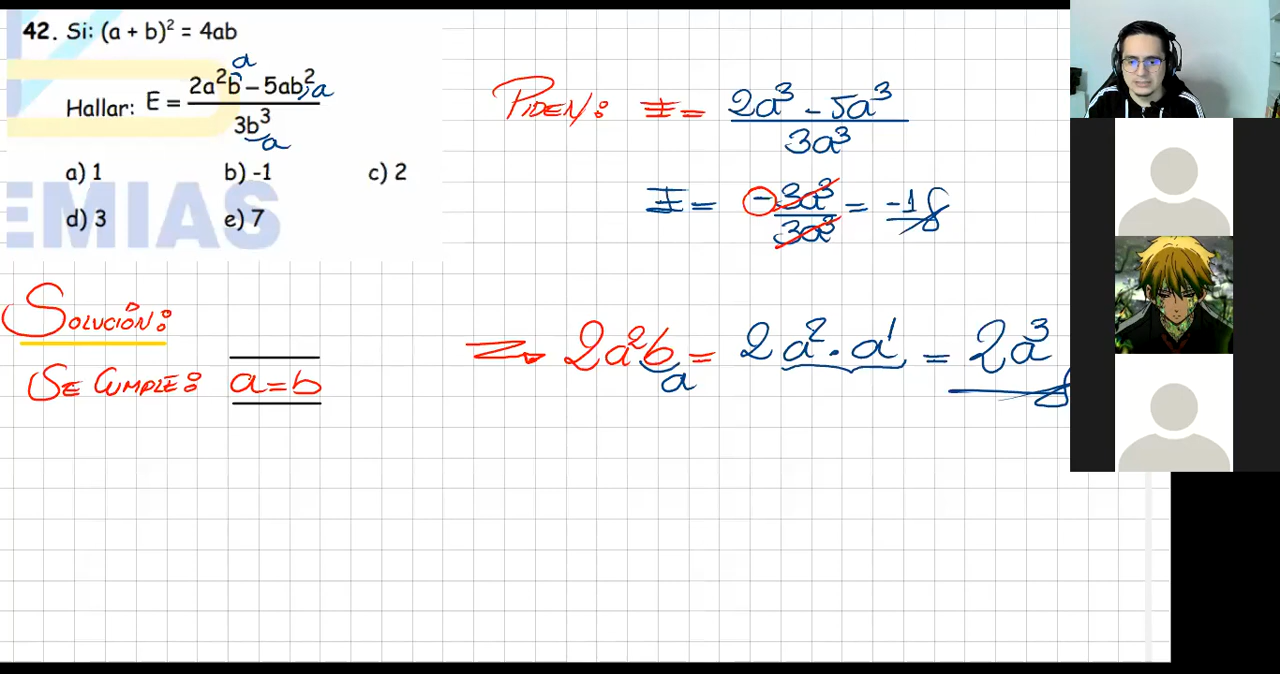 42. Si: (a + b)² = 4ab
a
Hallar: E = 2a²b – 5ab² / 3b³
a
a
a) 1 b) -1 c) 2
d) 3 e) 7
EMIAS
PIDEN: E = 2a³ - 5a³ / 3a³
E = -3a³ / 3a³ = -1
SOLUCIÓN:
SE CUMPLE: a = b
2a²b = 2a² · a¹ = 2a³
a